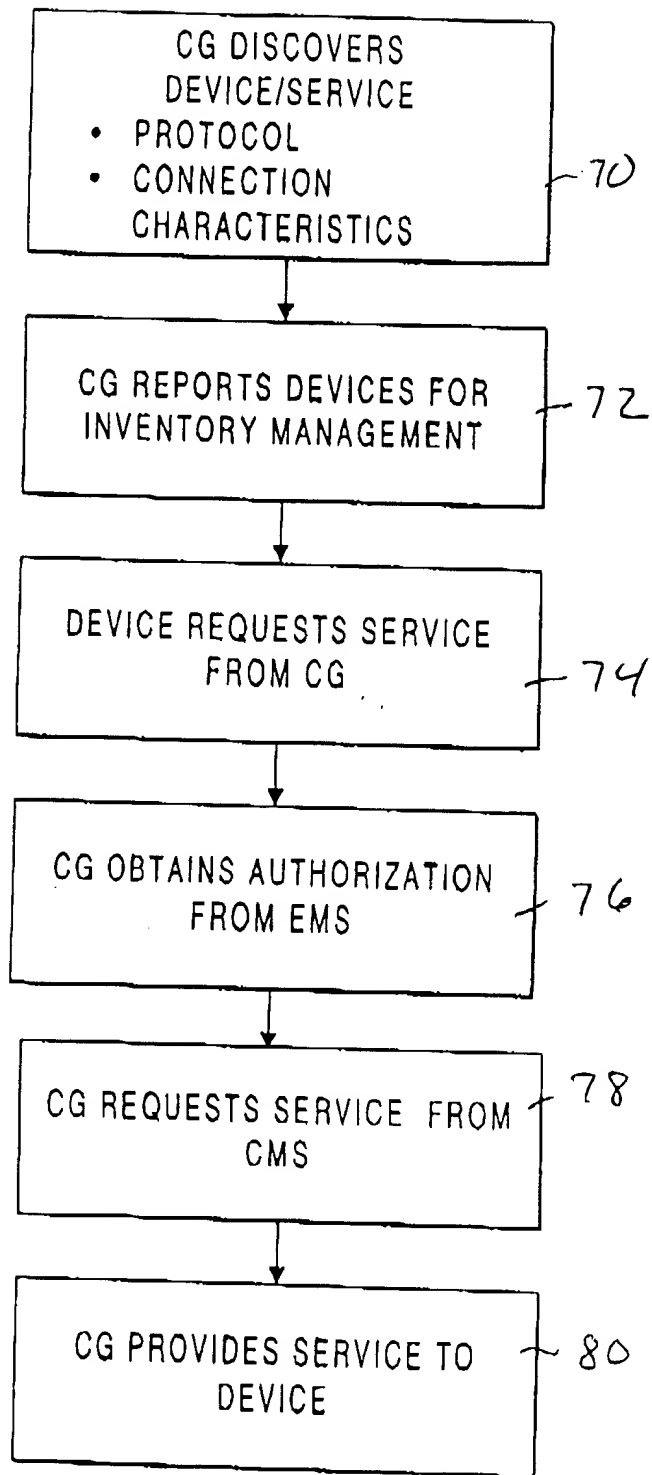 CG DISCOVERS
DEVICE/SERVICE
• PROTOCOL
• CONNECTION
CHARACTERISTICS
70
CG REPORTS DEVICES FOR
INVENTORY MANAGEMENT
72
DEVICE REQUESTS SERVICE
FROM CG
74
CG OBTAINS AUTHORIZATION
FROM EMS
76
CG REQUESTS SERVICE FROM
CMS
78
CG PROVIDES SERVICE TO
DEVICE
80